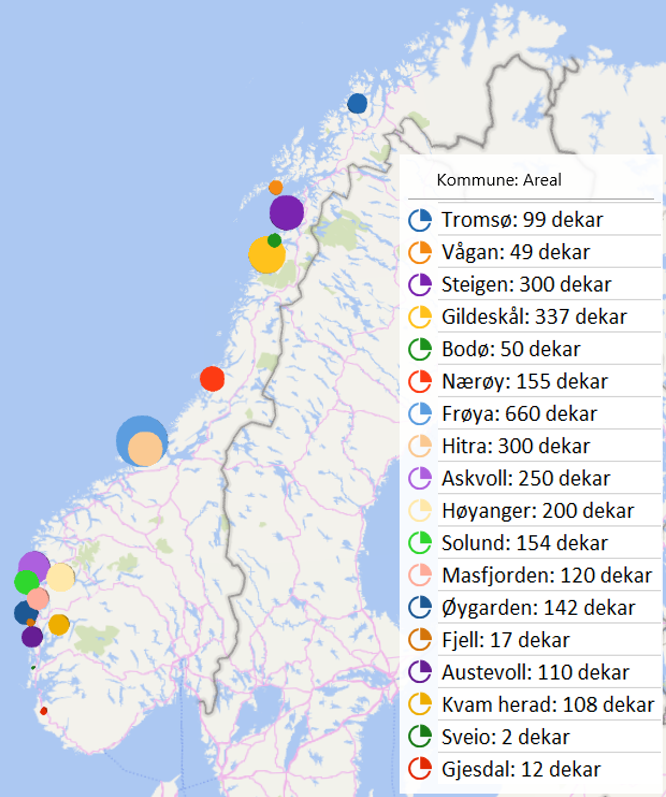 Kommune: Areal
Tromsø: 99 dekar
Vågan: 49 dekar
Steigen: 300 dekar
Gildeskål: 337 dekar
Bodø: 50 dekar
Nærøy: 155 dekar
Frøya: 660 dekar
Hitra: 300 dekar
Askvoll: 250 dekar
Høyanger: 200 dekar
Solund: 154 dekar
Masfjorden: 120 dekar
Øygarden: 142 dekar
Fjell: 17 dekar
Austevoll: 110 dekar
Kvam herad: 108 dekar
Sveio: 2 dekar
Gjesdal: 12 dekar